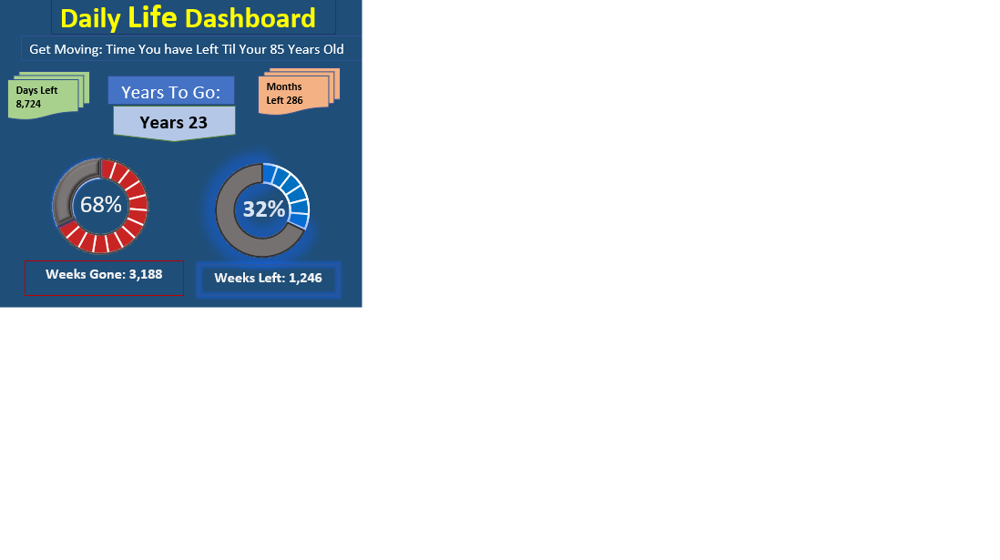 Daily Life Dashboard
Get Moving: Time You have Left Til Your 85 Years Old
Days Left
8,724
Years To Go:
Years 23
Months
Left 286
68%
32%
Weeks Gone: 3,188
Weeks Left: 1,246